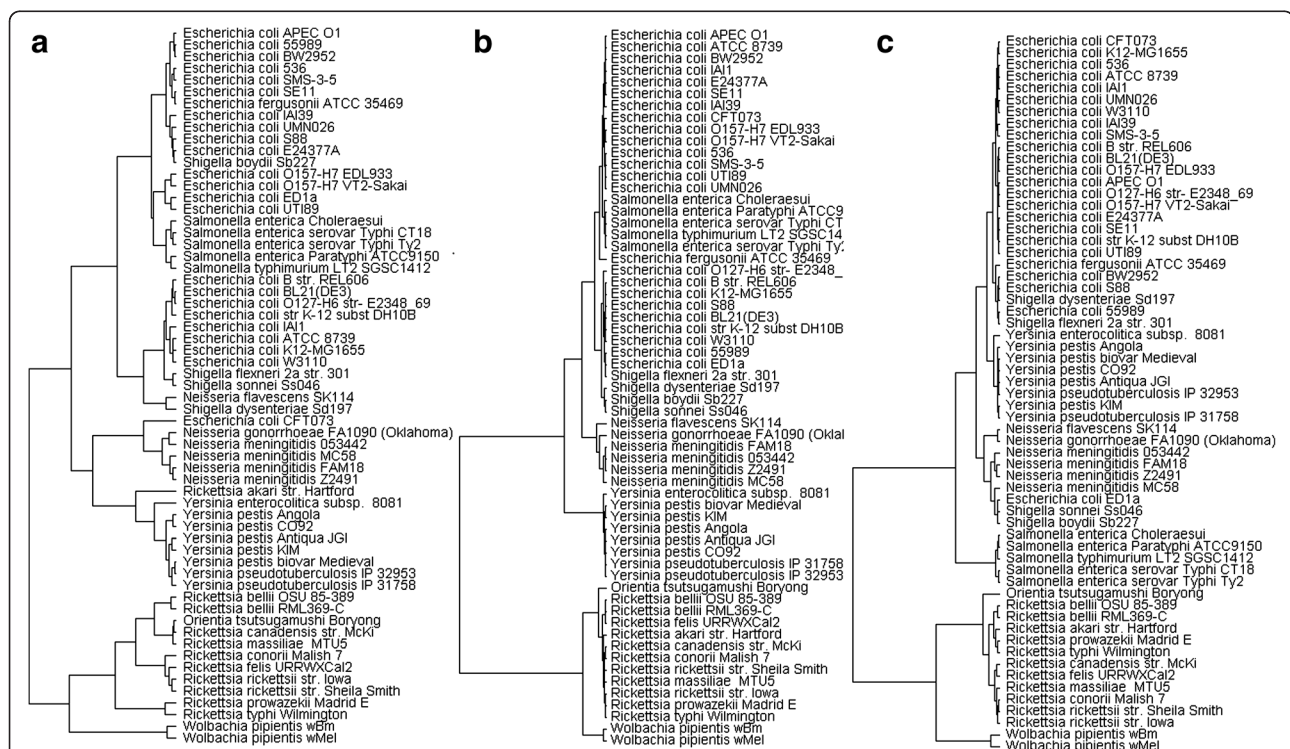 a
Escherichia coli APEC O1
Escherichia coli 55989
Escherichia coli BW2952
Escherichia coli 536
Escherichia coli SMS-3-5
Escherichia coli SE11
Escherichia fergusonii ATCC 35469
Escherichia coli IAI39
Escherichia coli UMN026
Escherichia coli S88
Escherichia coli E24377A
Shigella boydii Sb227
Escherichia coli O157-H7 EDL933
Escherichia coli O157-H7 VT2-Sakai
Escherichia coli ED1a
Escherichia coli UTI89
Salmonella enterica Choleraesui
Salmonella enterica serovar Typhi CT18
Salmonella enterica serovar Typhi Ty2
Salmonella enterica Paratyphi ATCC9150
Salmonella typhimurium LT2 SGSC1412
Escherichia coli B str. REL606
Escherichia coli BL21(DE3)
Escherichia coli O127-H6 str- E2348_69
Escherichia coli str K-12 subst DH10B
Escherichia coli IAI1
Escherichia coli ATCC 8739
Escherichia coli K12-MG1655
Escherichia coli W3110
Shigella flexneri 2a str. 301
Shigella sonnei Ss046
Neisseria flavescens SK114
Shigella dysenteriae Sd197
Escherichia coli CFT073
Neisseria gonorrhoeae FA1090 (Oklahoma)
Neisseria meningitidis 053442
Neisseria meningitidis MC58
Neisseria meningitidis FAM18
Neisseria meningitidis Z2491
Rickettsia akari str. Hartford
Yersinia enterocolitica subsp. 8081
Yersinia pestis Angola
Yersinia pestis CO92
Yersinia pestis Antiqua JGI
Yersinia pestis KIM
Yersinia pestis biovar Medieval
Yersinia pseudotuberculosis IP 32953
Yersinia pseudotuberculosis IP 31758
Rickettsia bellii OSU 85-389
Rickettsia bellii RML369-C
Orientia tsutsugamushi Boryong
Rickettsia canadensis str. McKi
Rickettsia massiliae MTU5
Rickettsia conorii Malish 7
Rickettsia felis URRWXCal2
Rickettsia rickettsii str. Iowa
Rickettsia rickettsii str. Sheila Smith
Rickettsia prowazekii Madrid E
Rickettsia typhi Wilmington
Wolbachia pipientis wBm
Wolbachia pipientis wMel
b
Escherichia coli APEC O1
Escherichia coli ATCC 8739
Escherichia coli BW2952
Escherichia coli IAI1
Escherichia coli E24377A
Escherichia coli SE11
Escherichia coli IAI39
Escherichia coli CFT073
Escherichia coli O157-H7 EDL933
Escherichia coli O157-H7 VT2-Sakai
Escherichia coli 536
Escherichia coli SMS-3-5
Escherichia coli UTI89
Escherichia coli UMN026
Salmonella enterica Choleraesui
Salmonella enterica Paratyphi ATCC9
Salmonella enterica serovar Typhi CT
Salmonella typhimurium LT2 SGSC14
Salmonella enterica serovar Typhi Ty2
Escherichia fergusonii ATCC 35469
Escherichia coli O127-H6 str- E2348_
Escherichia coli B str. REL606
Escherichia coli K12-MG1655
Escherichia coli S88
Escherichia coli BL21(DE3)
Escherichia coli str K-12 subst DH10B
Escherichia coli W3110
Escherichia coli 55989
Escherichia coli ED1a
Shigella flexneri 2a str. 301
Shigella dysenteriae Sd197
Shigella boydii Sb227
Shigella sonnei Ss046
Neisseria flavescens SK114
Neisseria gonorrhoeae FA1090 (Oklal
Neisseria meningitidis FAM18
Neisseria meningitidis 053442
Neisseria meningitidis Z2491
Neisseria meningitidis MC58
Yersinia enterocolitica subsp. 8081
Yersinia pestis biovar Medieval
Yersinia pestis KIM
Yersinia pestis Angola
Yersinia pestis Antiqua JGI
Yersinia pestis CO92
Yersinia pseudotuberculosis IP 31758
Yersinia pseudotuberculosis IP 32953
Orientia tsutsugamushi Boryong
Rickettsia bellii OSU 85-389
Rickettsia bellii RML369-C
Rickettsia felis URRWXCal2
Rickettsia akari str. Hartford
Rickettsia canadensis str. McKi
Rickettsia conorii Malish 7
Rickettsia rickettsii str. Sheila Smith
Rickettsia massiliae MTU5
Rickettsia rickettsii str. Iowa
Rickettsia prowazekii Madrid E
Rickettsia typhi Wilmington
Wolbachia pipientis wBm
Wolbachia pipientis wMel
c
Escherichia coli CFT073
Escherichia coli K12-MG1655
Escherichia coli 536
Escherichia coli ATCC 8739
Escherichia coli IAI1
Escherichia coli UMN026
Escherichia coli W3110
Escherichia coli IAI39
Escherichia coli SMS-3-5
Escherichia coli B str. REL606
Escherichia coli BL21(DE3)
Escherichia coli O157-H7 EDL933
Escherichia coli APEC O1
Escherichia coli O127-H6 str- E2348_69
Escherichia coli O157-H7 VT2-Sakai
Escherichia coli E24377A
Escherichia coli SE11
Escherichia coli str K-12 subst DH10B
Escherichia coli UTI89
Escherichia fergusonii ATCC 35469
Escherichia coli BW2952
Escherichia coli S88
Shigella dysenteriae Sd197
Escherichia coli 55989
Shigella flexneri 2a str. 301
Yersinia enterocolitica subsp. 8081
Yersinia pestis Angola
Yersinia pestis biovar Medieval
Yersinia pestis CO92
Yersinia pestis Antiqua JGI
Yersinia pseudotuberculosis IP 32953
Yersinia pestis KIM
Yersinia pseudotuberculosis IP 31758
Neisseria flavescens SK114
Neisseria gonorrhoeae FA1090 (Oklahoma)
Neisseria meningitidis 053442
Neisseria meningitidis FAM18
Neisseria meningitidis Z2491
Neisseria meningitidis MC58
Escherichia coli ED1a
Shigella sonnei Ss046
Shigella boydii Sb227
Salmonella enterica Choleraesui
Salmonella enterica Paratyphi ATCC9150
Salmonella typhimurium LT2 SGSC1412
Salmonella enterica serovar Typhi CT18
Salmonella enterica serovar Typhi Ty2
Orientia tsutsugamushi Boryong
Rickettsia bellii OSU 85-389
Rickettsia bellii RML369-C
Rickettsia akari str. Hartford
Rickettsia prowazekii Madrid E
Rickettsia typhi Wilmington
Rickettsia canadensis str. McKi
Rickettsia felis URRWXCal2
Rickettsia massiliae MTU5
Rickettsia conorii Malish 7
Rickettsia rickettsii str. Sheila Smith
Rickettsia rickettsii str. Iowa
Wolbachia pipientis wBm
Wolbachia pipientis wMel